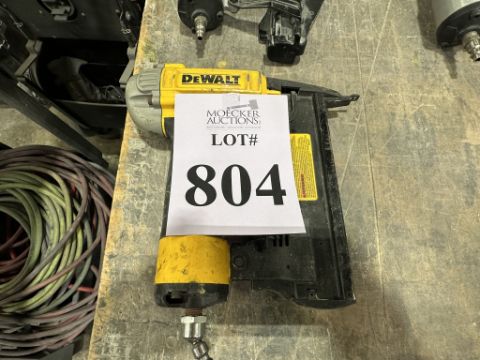 DEWALT
MOECKER
AUCTIONS
LOT#
804